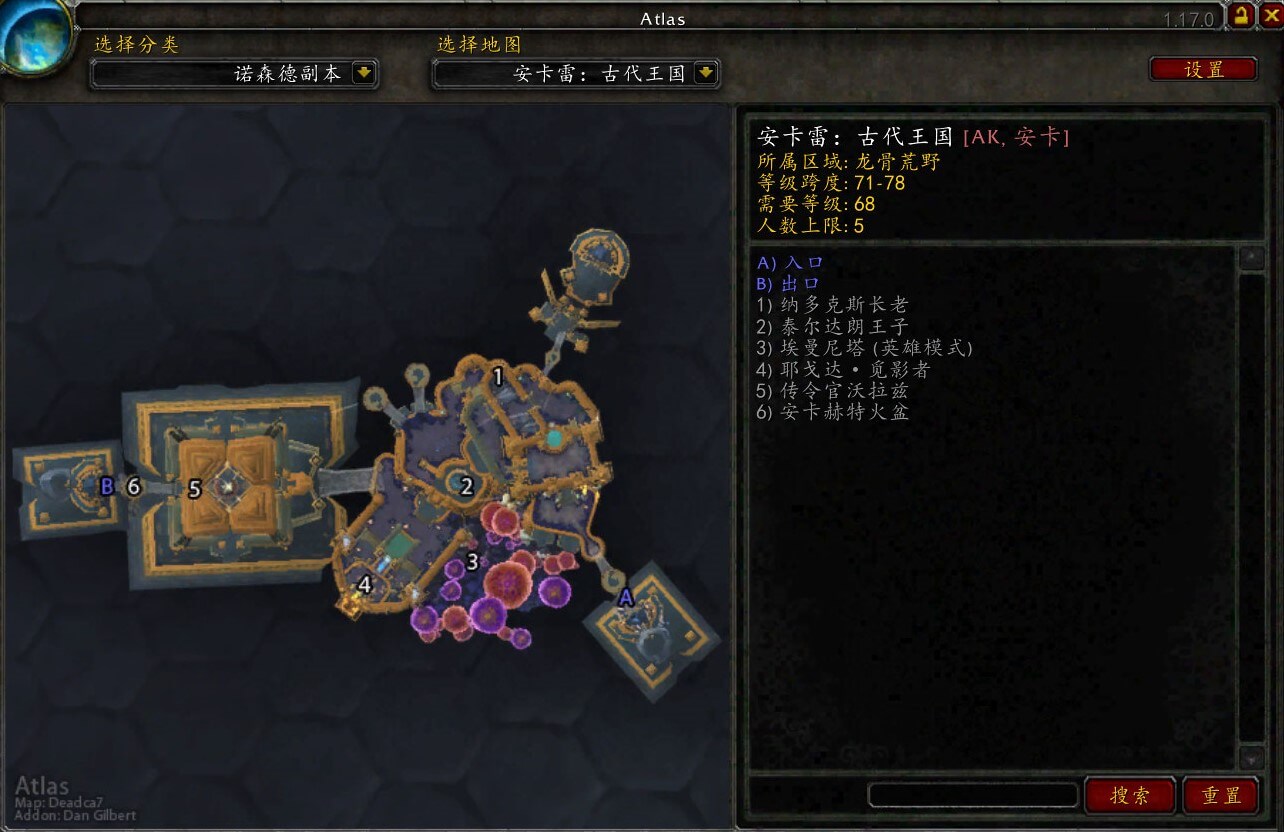 Atlas
1.17.0
选择分类
选择地图
诺森德副本
安卡雷：古代王国
设置
安卡雷：古代王国 [AK, 安卡]
所属区域: 龙骨荒野
等级跨度: 71-78
需要等级: 68
人数上限: 5
A) 入口
B) 出口
1) 纳多克斯长老
2) 泰尔达朗王子
3) 埃曼尼塔 (英雄模式)
4) 耶戈达·觅影者
5) 传令官沃拉兹
6) 安卡赫特火盆
1
B
6
5
2
3
4
A
Atlas
Map: Deadca7
Addon: Dan Gilbert
搜索
重置